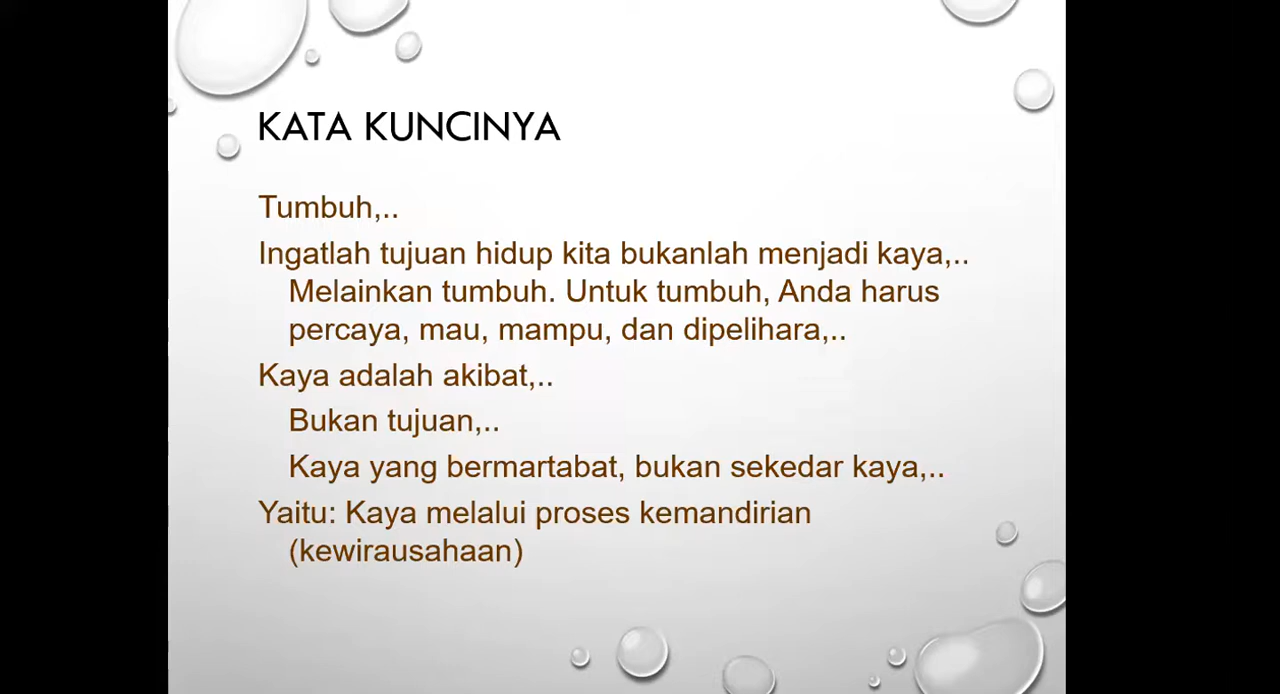 KATA KUNCINYA
Tumbuh,..
Ingatlah tujuan hidup kita bukanlah menjadi kaya,..
Melainkan tumbuh. Untuk tumbuh, Anda harus
percaya, mau, mampu, dan dipelihara,..
Kaya adalah akibat,..
Bukan tujuan,..
Kaya yang bermartabat, bukan sekedar kaya,..
Yaitu: Kaya melalui proses kemandirian
(kewirausahaan)